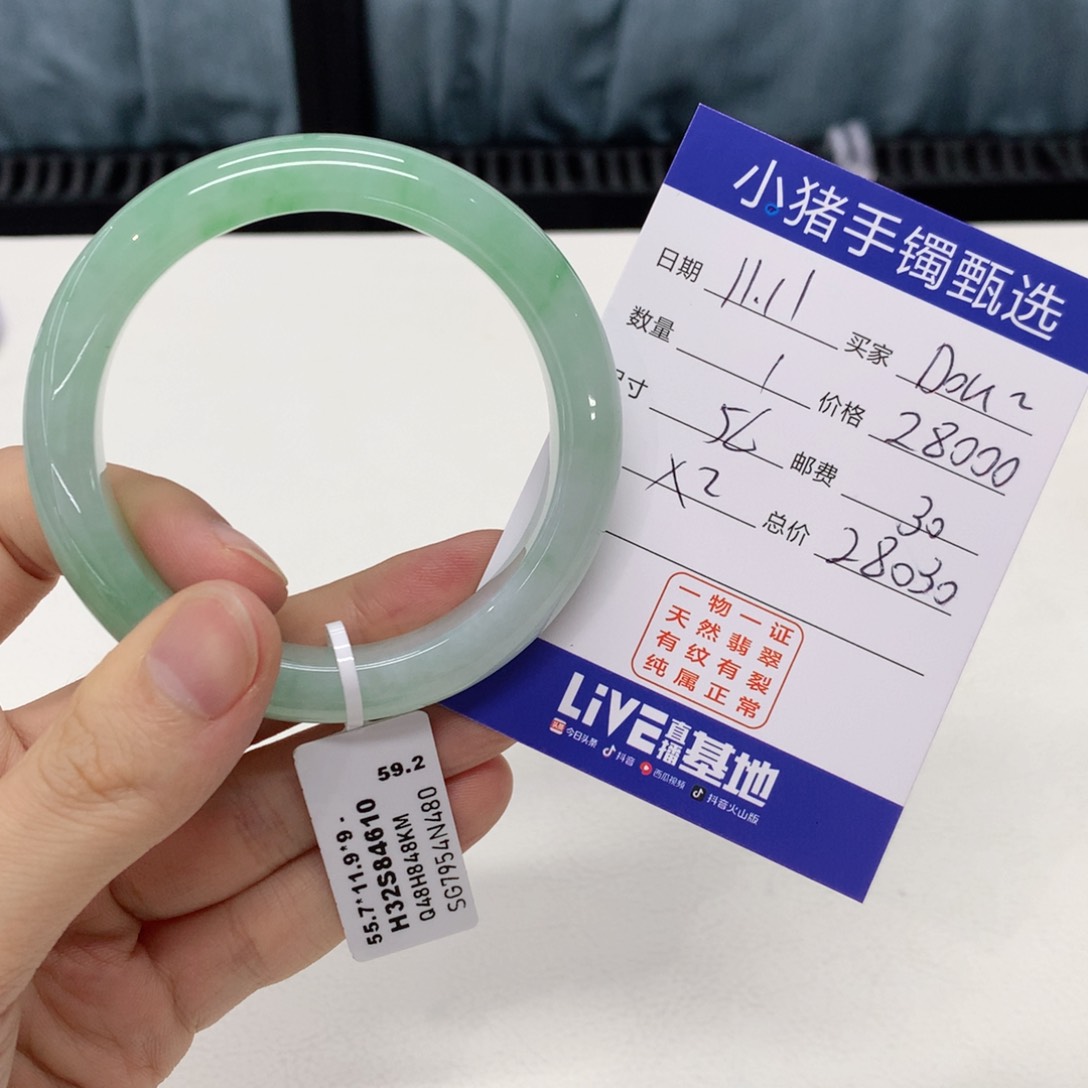 小猪手镯甄选
日期 11.11 买家 Dou~
数量 1 价格 28000
寸 56 邮费 30
X2 总价 28030
一物一证
天然翡翠
有纹有裂
纯属正常
LiVE直播基地
今日头条 抖音 西瓜视频 抖音火山版
59.2
55.7*11.9*9.
H32S84610
Q48H848KM
SG7954N480